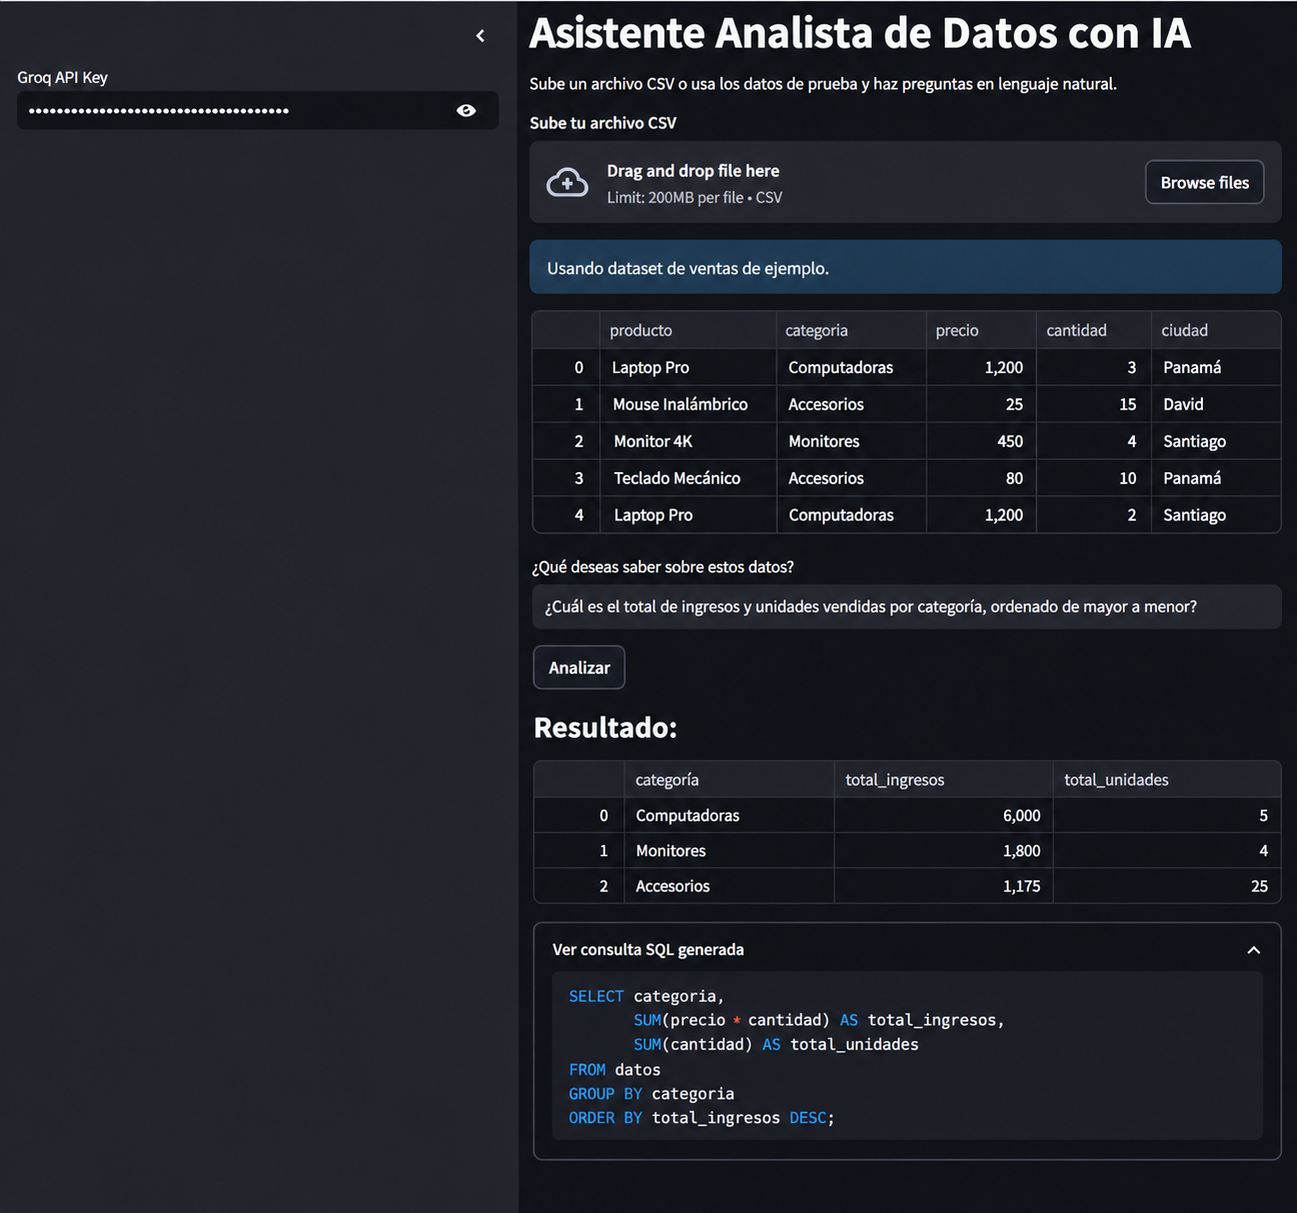 Groq API Key
••••••••••••••••••••••••••••••••••••
Asistente Analista de Datos con IA
Sube un archivo CSV o usa los datos de prueba y haz preguntas en lenguaje natural.
Sube tu archivo CSV
Drag and drop file here
Limit: 200MB per file • CSV
Browse files
Usando dataset de ventas de ejemplo.
producto categoria precio cantidad ciudad
0 Laptop Pro Computadoras 1,200 3 Panamá
1 Mouse Inalámbrico Accesorios 25 15 David
2 Monitor 4K Monitores 450 4 Santiago
3 Teclado Mecánico Accesorios 80 10 Panamá
4 Laptop Pro Computadoras 1,200 2 Santiago
¿Qué deseas saber sobre estos datos?
¿Cuál es el total de ingresos y unidades vendidas por categoría, ordenado de mayor a menor?
Analizar
Resultado:
categoría total_ingresos total_unidades
0 Computadoras 6,000 5
1 Monitores 1,800 4
2 Accesorios 1,175 25
Ver consulta SQL generada
SELECT categoria,
SUM(precio * cantidad) AS total_ingresos,
SUM(cantidad) AS total_unidades
FROM datos
GROUP BY categoria
ORDER BY total_ingresos DESC;